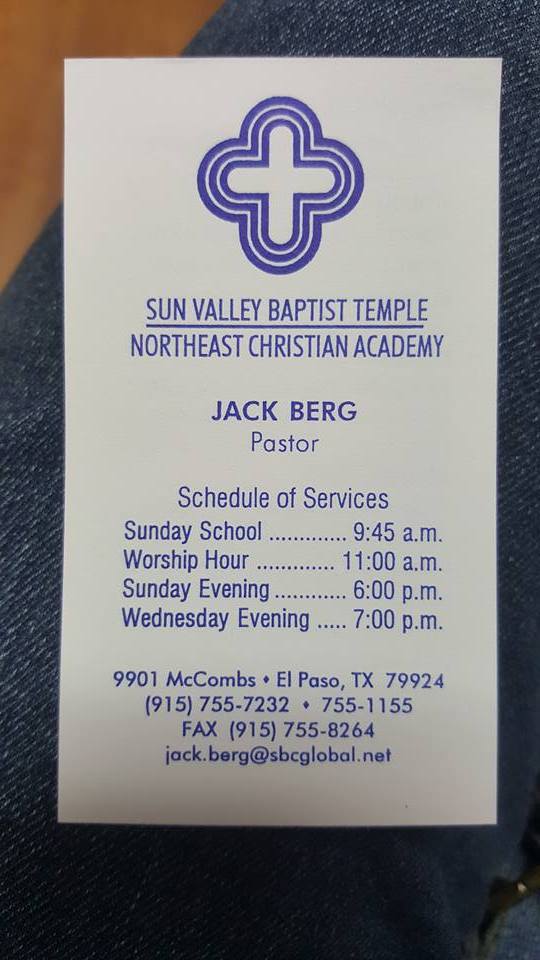 SUN VALLEY BAPTIST TEMPLE
NORTHEAST CHRISTIAN ACADEMY
JACK BERG
Pastor
Schedule of Services
Sunday School ............. 9:45 a.m.
Worship Hour ............. 11:00 a.m.
Sunday Evening ............ 6:00 p.m.
Wednesday Evening ..... 7:00 p.m.
9901 McCombs • El Paso, TX 79924
(915) 755-7232 • 755-1155
FAX (915) 755-8264
jack.berg@sbcglobal.net